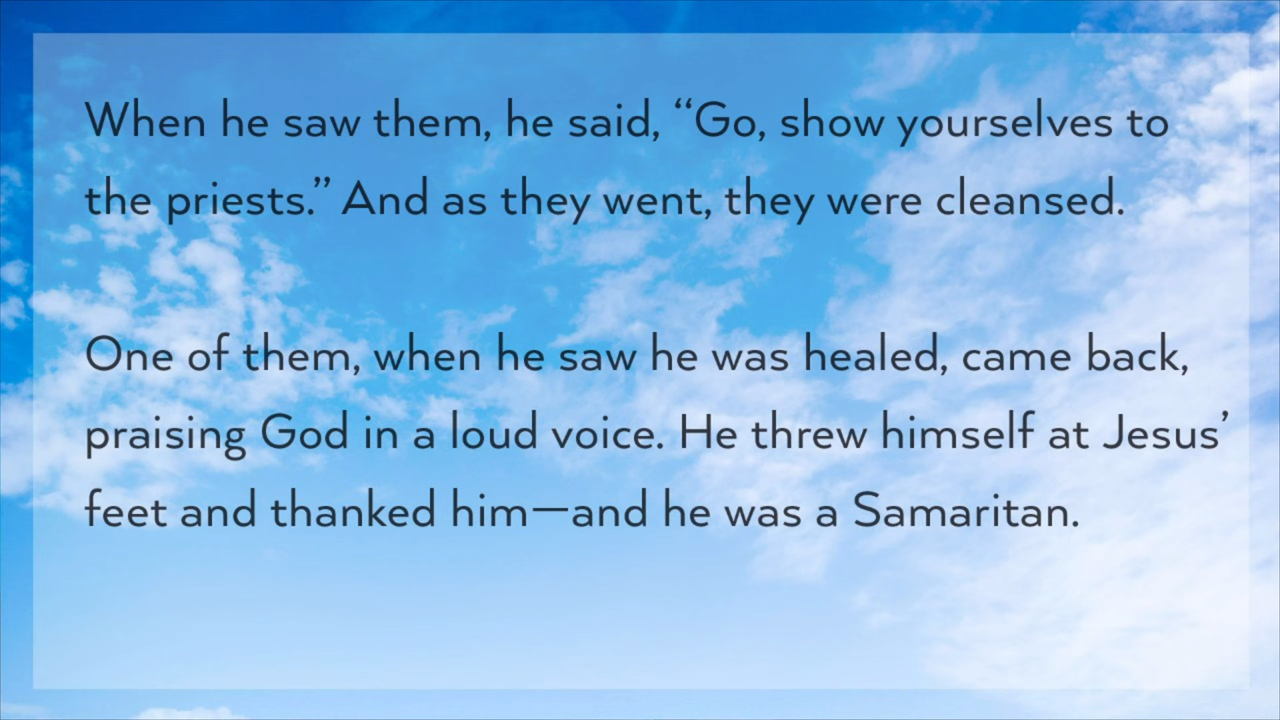 When he saw them, he said, “Go, show yourselves to
the priests.” And as they went, they were cleansed.
One of them, when he saw he was healed, came back,
praising God in a loud voice. He threw himself at Jesus’
feet and thanked him—and he was a Samaritan.